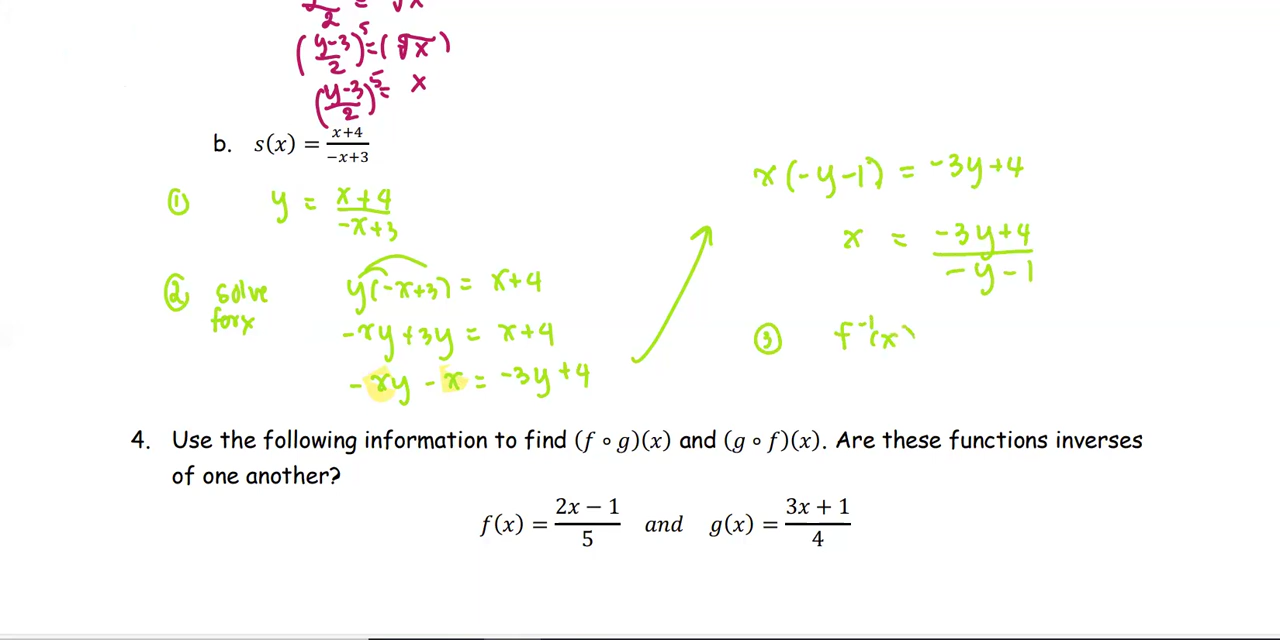 (y-3/2)^5 = (⁵√x)
(y-3/2)^5 = x
b. s(x) = x+4/-x+3
① y = x+4/-x+3
② solve for x
y(-x+3) = x+4
-xy+3y = x+4
-xy - x = -3y+4
x(-y-1) = -3y+4
x = -3y+4/-y-1
③ f⁻¹(x)
4. Use the following information to find (f ∘ g)(x) and (g ∘ f)(x). Are these functions inverses
of one another?
f(x) = 2x − 1/5 and g(x) = 3x + 1/4